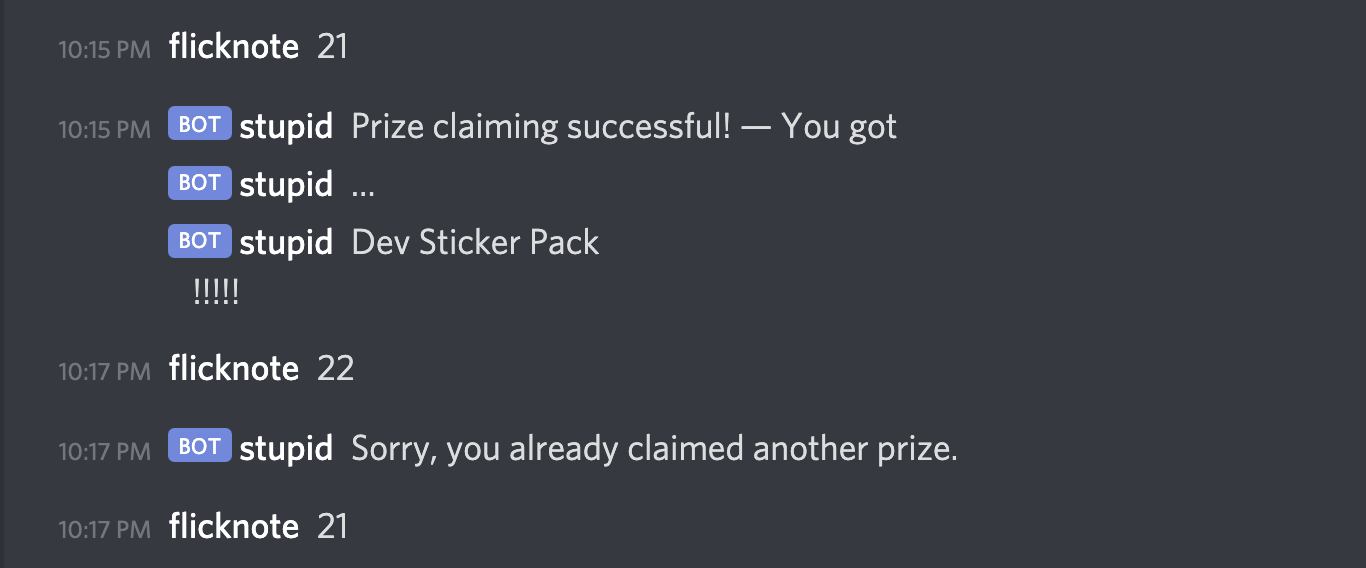 10:15 PM flicknote 21
10:15 PM BOT stupid Prize claiming successful! — You got
BOT stupid ...
BOT stupid Dev Sticker Pack
!!!!!
10:17 PM flicknote 22
10:17 PM BOT stupid Sorry, you already claimed another prize.
10:17 PM flicknote 21